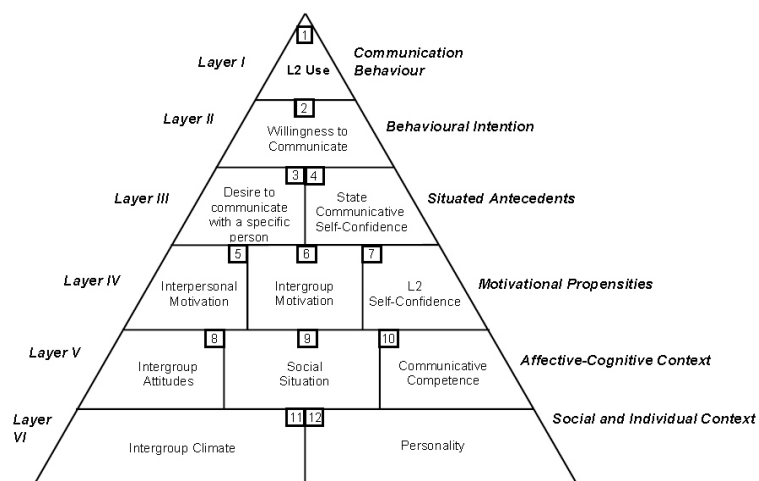 1
Layer I
L2 Use
Communication
Behaviour
2
Layer II
Willingness to
Communicate
Behavioural Intention
3 4
Layer III
Desire to
communicate
with a specific
person
State
Communicative
Self-Confidence
Situated Antecedents
5 6 7
Layer IV
Interpersonal
Motivation
Intergroup
Motivation
L2
Self-Confidence
Motivational Propensities
8 9 10
Layer V
Intergroup
Attitudes
Social
Situation
Communicative
Competence
Affective-Cognitive Context
11 12
Layer
VI
Intergroup Climate
Personality
Social and Individual Context